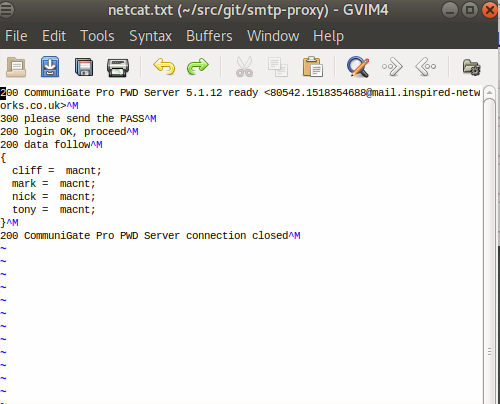 netcat.txt (~/src/git/smtp-proxy) - GVIM4
File Edit Tools Syntax Buffers Window Help
200 CommuniGate Pro PWD Server 5.1.12 ready <80542.1518354688@mail.inspired-netw
orks.co.uk>^M
300 please send the PASS^M
200 login OK, proceed^M
200 data follow^M
{
  cliff =  macnt;
  mark =  macnt;
  nick =  macnt;
  tony =  macnt;
}^M
200 CommuniGate Pro PWD Server connection closed^M
~
~
~
~
~
~
~
~
~
~
~
~